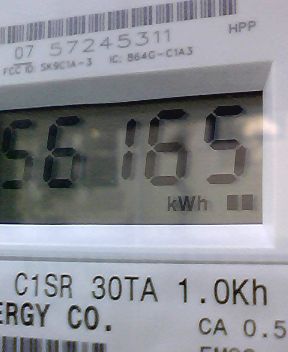 HPP
07 57245311
FCC ID: SK9C1A-3 IC: 864G-C1A3
56165
kWh
C1SR 30TA 1.0Kh
ERGY CO.
CA 0.5